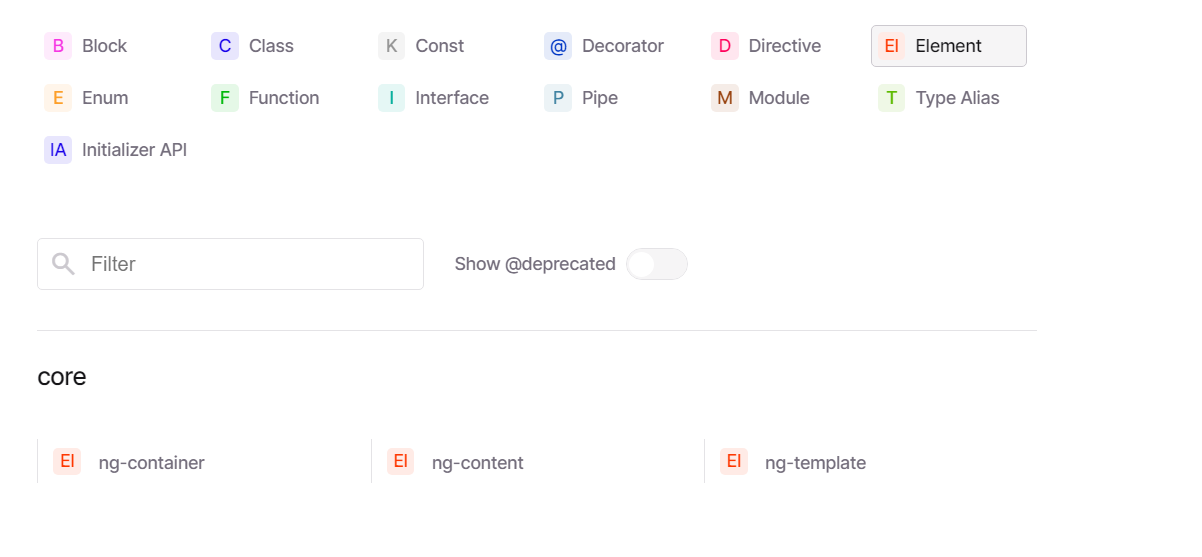 B Block C Class K Const @ Decorator D Directive El Element
E Enum F Function I Interface P Pipe M Module T Type Alias
IA Initializer API
Filter Show @deprecated
core
El ng-container El ng-content El ng-template